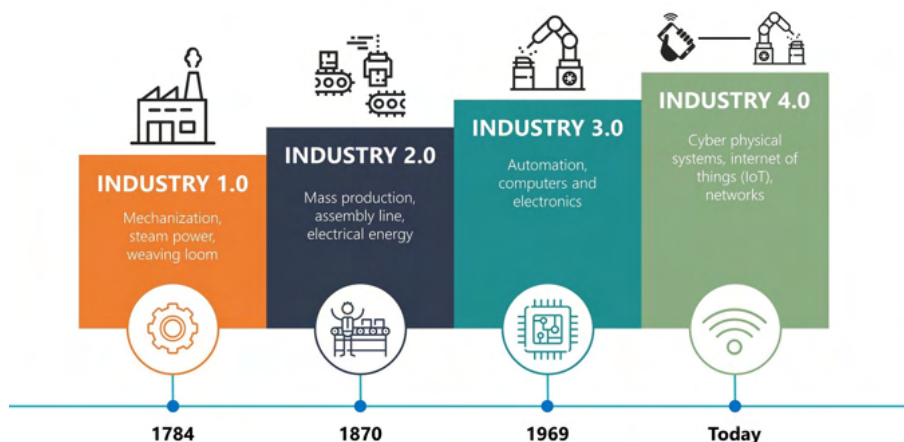 INDUSTRY 1.0
Mechanization,
steam power,
weaving loom
INDUSTRY 2.0
Mass production,
assembly line,
electrical energy
INDUSTRY 3.0
Automation,
computers and
electronics
INDUSTRY 4.0
Cyber physical
systems, internet of
things (IoT),
networks
1784
1870
1969
Today